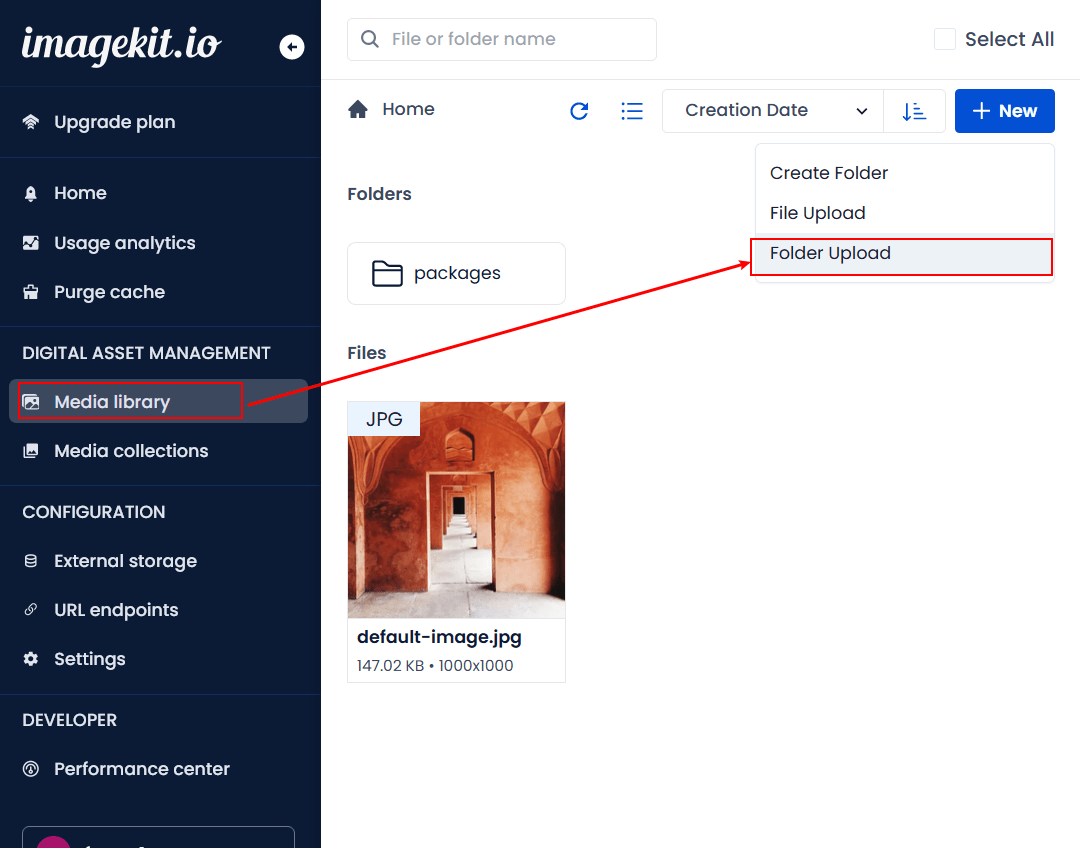 imagekit.io
Upgrade plan
Home
Usage analytics
Purge cache
DIGITAL ASSET MANAGEMENT
Media library
Media collections
CONFIGURATION
External storage
URL endpoints
Settings
DEVELOPER
Performance center
File or folder name
Select All
Home
Creation Date
New
Create Folder
File Upload
Folder Upload
Folders
packages
Files
JPG
default-image.jpg
147.02 KB • 1000x1000